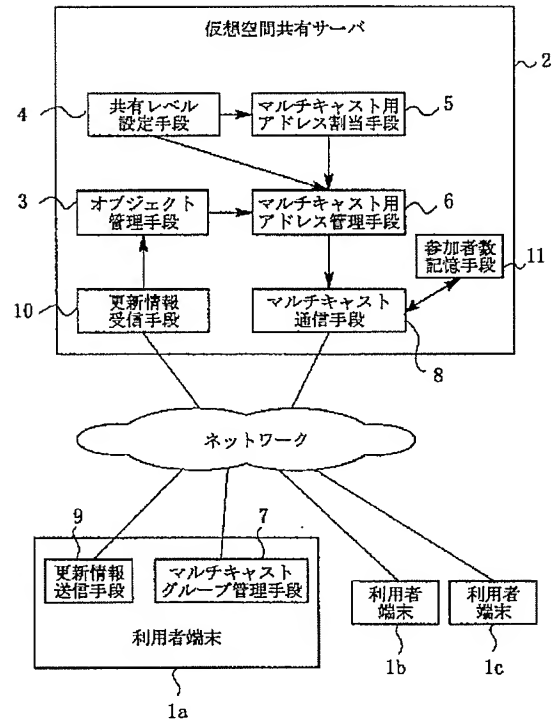 仮想空間共有サーバ
2
4
共有レベル
設定手段
マルチキャスト用
アドレス割当手段
5
3
オブジェクト
管理手段
マルチキャスト用
アドレス管理手段
6
参加者数
記憶手段
11
10
更新情報
受信手段
マルチキャスト
通信手段
8
ネットワーク
9
更新情報
送信手段
7
マルチキャスト
グループ管理手段
利用者端末
1a
利用者
端末
1b
利用者
端末
1c